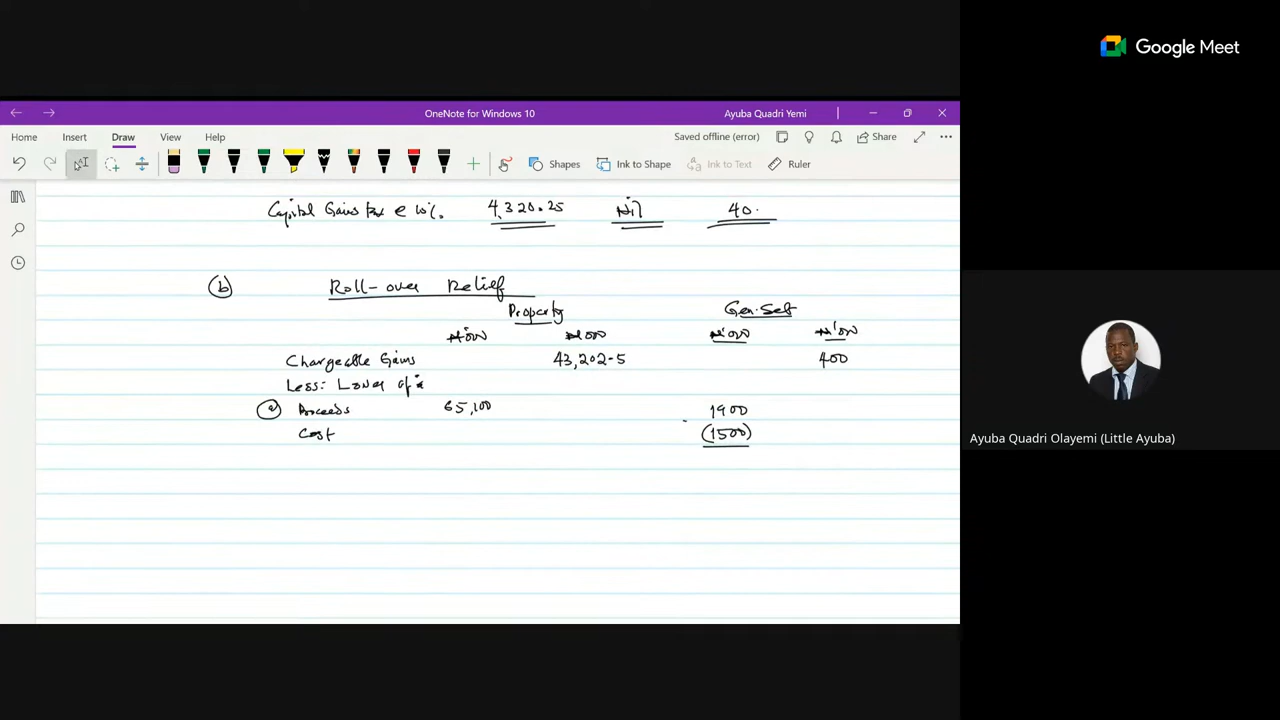 Google Meet
OneNote for Windows 10
Ayuba Quadri Yemi
Home Insert Draw View Help
Saved offline (error)
Share
Shapes
Ink to Shape
Ink to Text
Ruler
Capital Gains Tax @ 10%. 4,320.25 Nil 40.
(b) Roll-over Relief
Property Gen. Set
₦'000 ₦'000 ₦'000 ₦'000
Chargeable Gains 43,202.5 400
Less: Lower of:
(a) Proceeds 65,100 1900
Cost (1500)
Ayuba Quadri Olayemi (Little Ayuba)